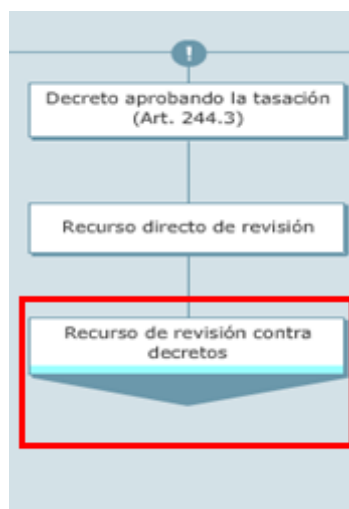 !
Decreto aprobando la tasación
(Art. 244.3)
Recurso directo de revisión
Recurso de revisión contra
decretos